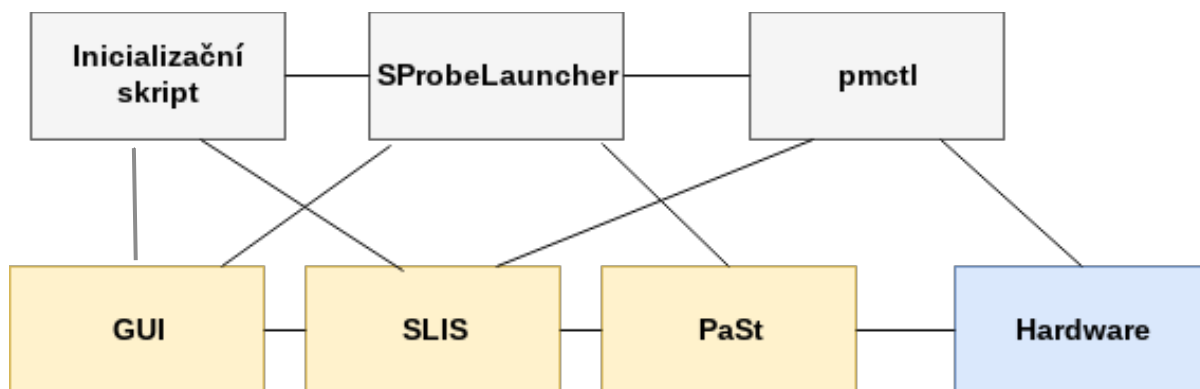 Inicializační
skript
SProbeLauncher
pmctl
GUI
SLIS
PaSt
Hardware